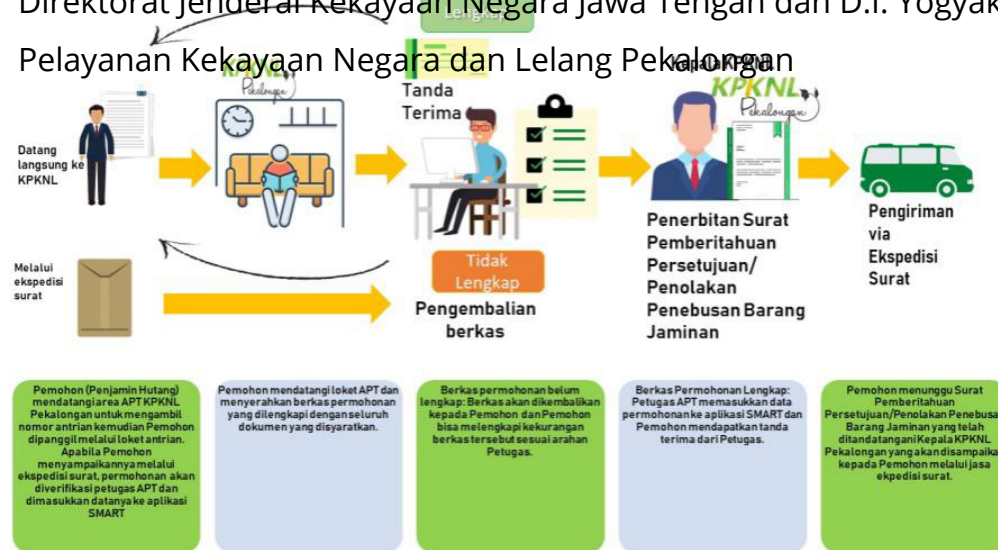 Direktorat Jenderal Kekayaan Negara Jawa Tengah dan D.I.
Pelayanan Kekayaan Negara dan Lelang Pekalongan
Lengkap
KPKNL
Pekalongan
Tanda
Terima
Kepala KPKNL
KPKNL
Pekalongan
Datang
langsung ke
KPKNL
Penerbitan Surat
Pemberitahuan
Persetujuan/
Penolakan
Penebusan Barang
Jaminan
Pengiriman
via
Ekspedisi
Surat
Melalui
ekspedisi
surat
Tidak
Lengkap
Pengembalian
berkas
Pemohon (Penjamin Hutang)
mendatangi area APT KPKNL
Pekalongan untuk mengambil
nomor antrian kemudian Pemohon
dipanggil melalui loket antrian.
Apabila Pemohon
menyampaikannya melalui
ekspedisi surat, permohonan akan
diverifikasi petugas APT dan
dimasukkan datanya ke aplikasi
SMART
Pemohon mendatangi loket APT dan
menyerahkan berkas permohonan
yang dilengkapi dengan seluruh
dokumen yang disyaratkan.
Berkas permohonan belum
lengkap: Berkas akan dikembalikan
kepada Pemohon dan Pemohon
bisa melengkapi kekurangan
berkas tersebut sesuai arahan
Petugas.
Berkas Permohonan Lengkap:
Petugas APT memasukkan data
permohonan ke aplikasi SMART dan
Pemohon mendapatkan tanda
terima dari Petugas.
Pemohon menunggu Surat
Pemberitahuan
Persetujuan/Penolakan Penebusa
Barang Jaminan yang telah
ditandatangani Kepala KPKNL
Pekalongan yang akan disampaika
kepada Pemohon melalui jasa
ekpedisi surat.